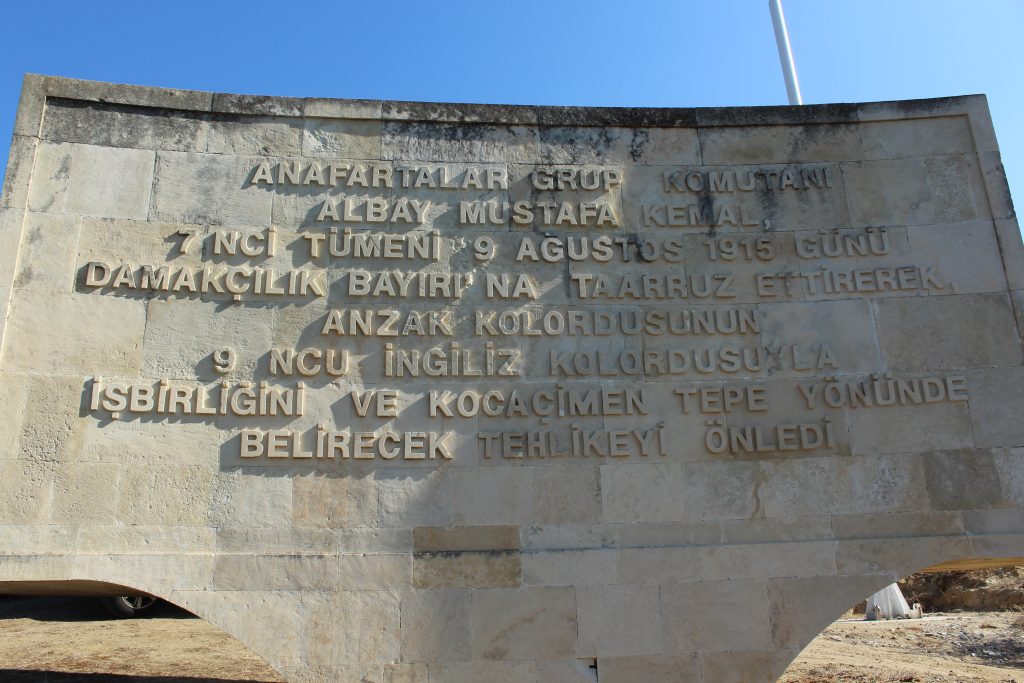 ANAFARTALAR GRUP KOMUTANI
ALBAY MUSTAFA KEMAL,
7 NCİ TÜMENİ 9 AĞUSTOS 1915 GÜNÜ
DAMAKÇILIK BAYIRI'NA TAARRUZ ETTİREREK,
ANZAK KOLORDUSUNUN
9 NCU İNGİLİZ KOLORDUSUYLA
İŞBİRLİĞİNİ VE KOCAÇİMEN TEPE YÖNÜNDE
BELİRECEK TEHLİKEYİ ÖNLEDİ